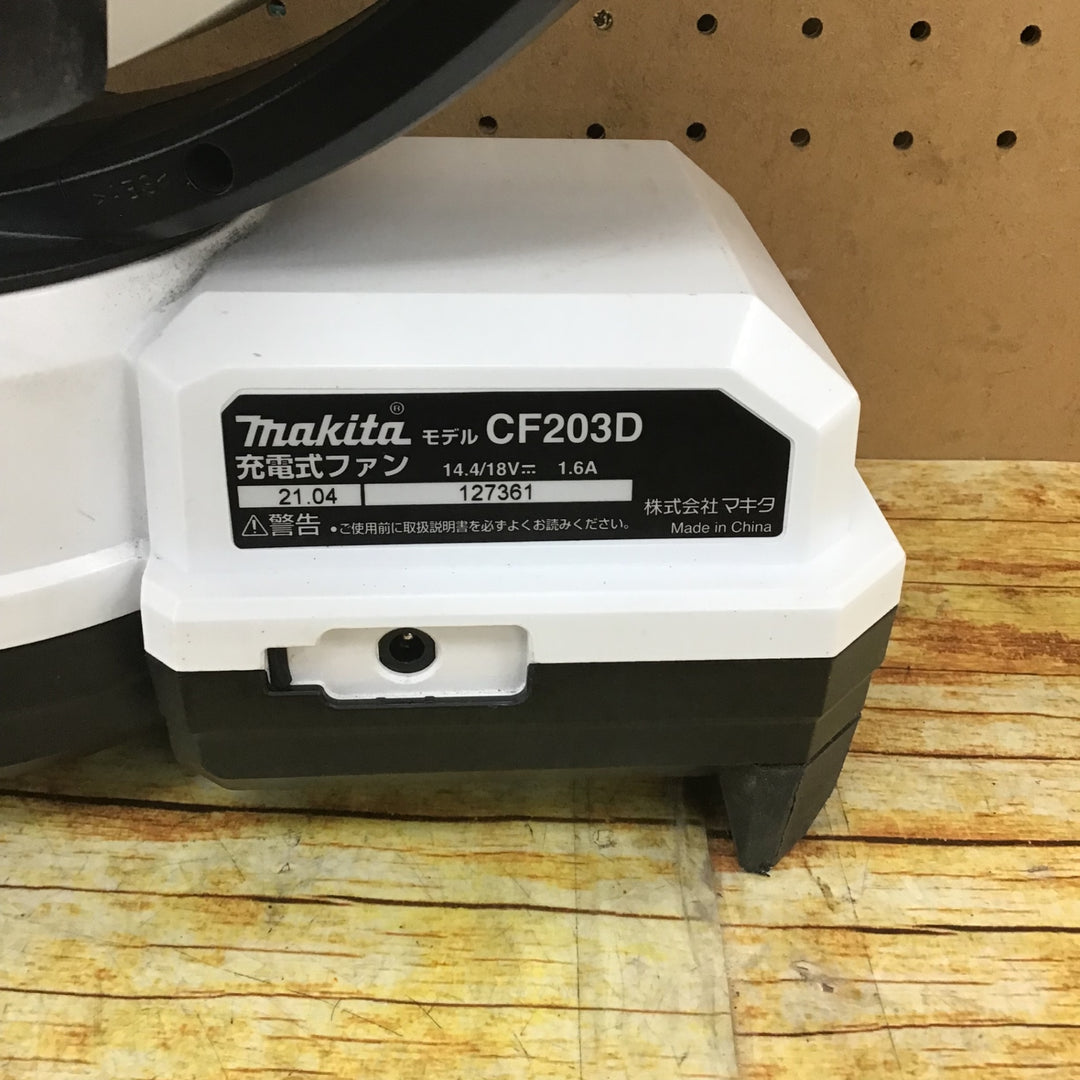 makita® モデル CF203D
充電式ファン 14.4/18V⎓ 1.6A
21.04 127361
⚠警告 •ご使用前に取扱説明書を必ずよくお読みください。
株式会社 マキタ
Made in China